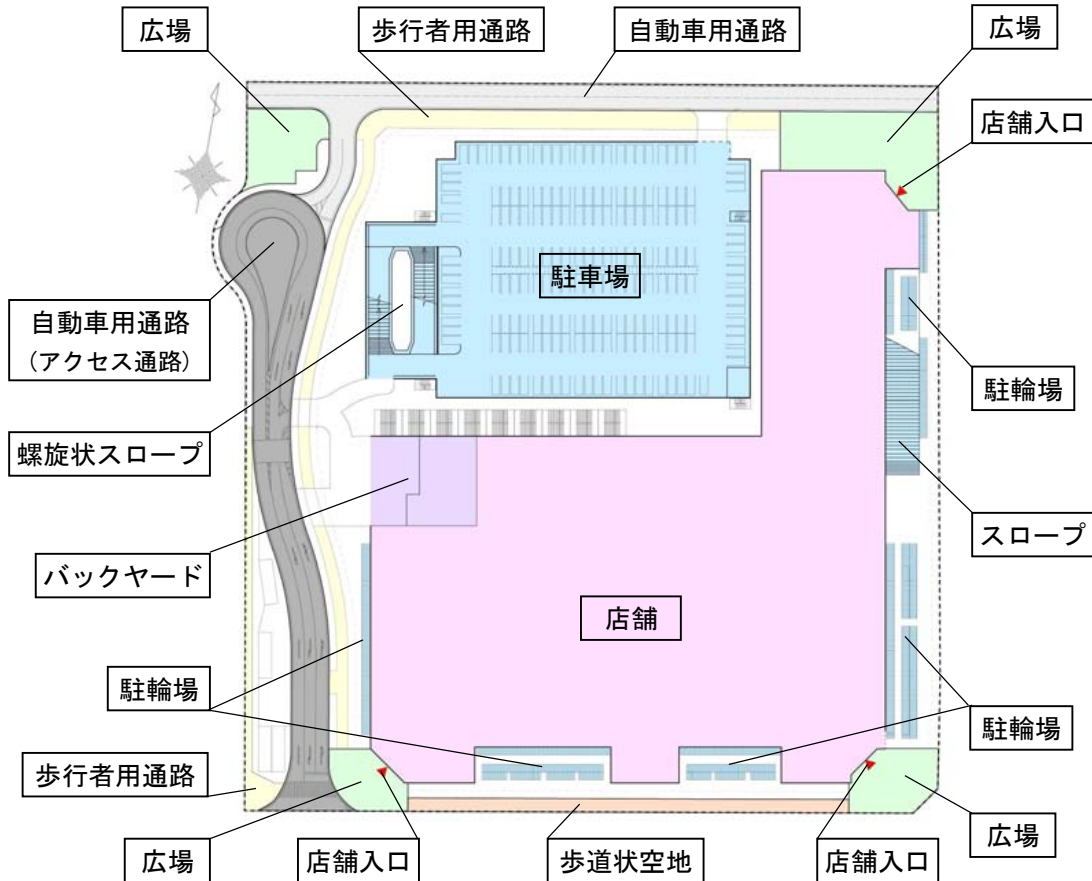 広場
歩行者用通路
自動車用通路
広場
店舗入口
駐車場
自動車用通路
（アクセス通路）
駐輪場
螺旋状スロープ
スロープ
バックヤード
店舗
駐輪場
駐輪場
歩行者用通路
広場
広場
店舗入口
歩道状空地
店舗入口